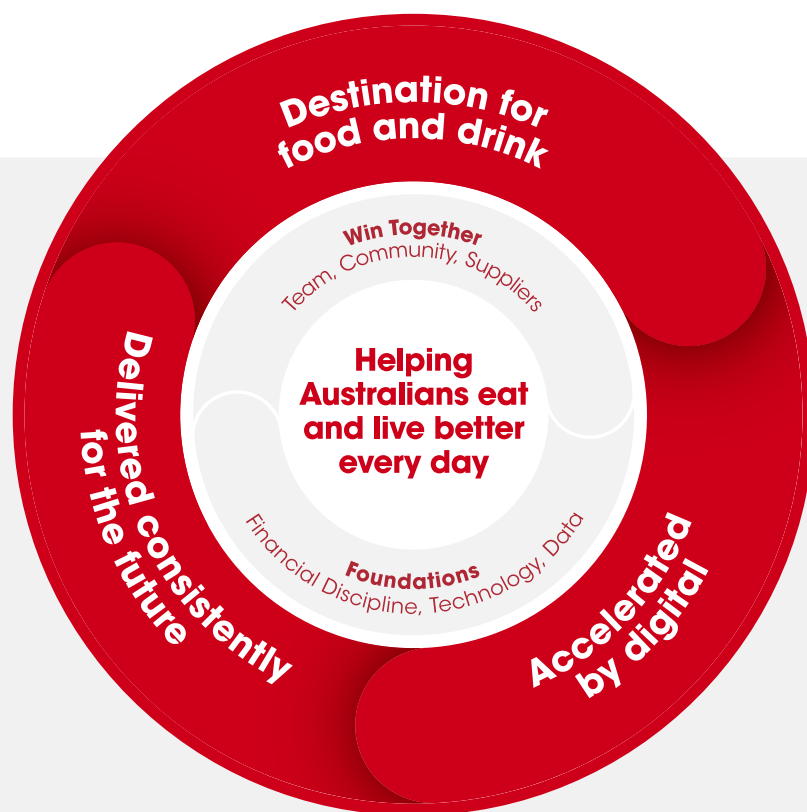 Destination for
food and drink
Win Together
Team, Community, Suppliers
Helping
Australians eat
and live better
every day
Foundations
Financial Discipline, Technology, Data
Delivered consistently
for the future
Accelerated
by digital